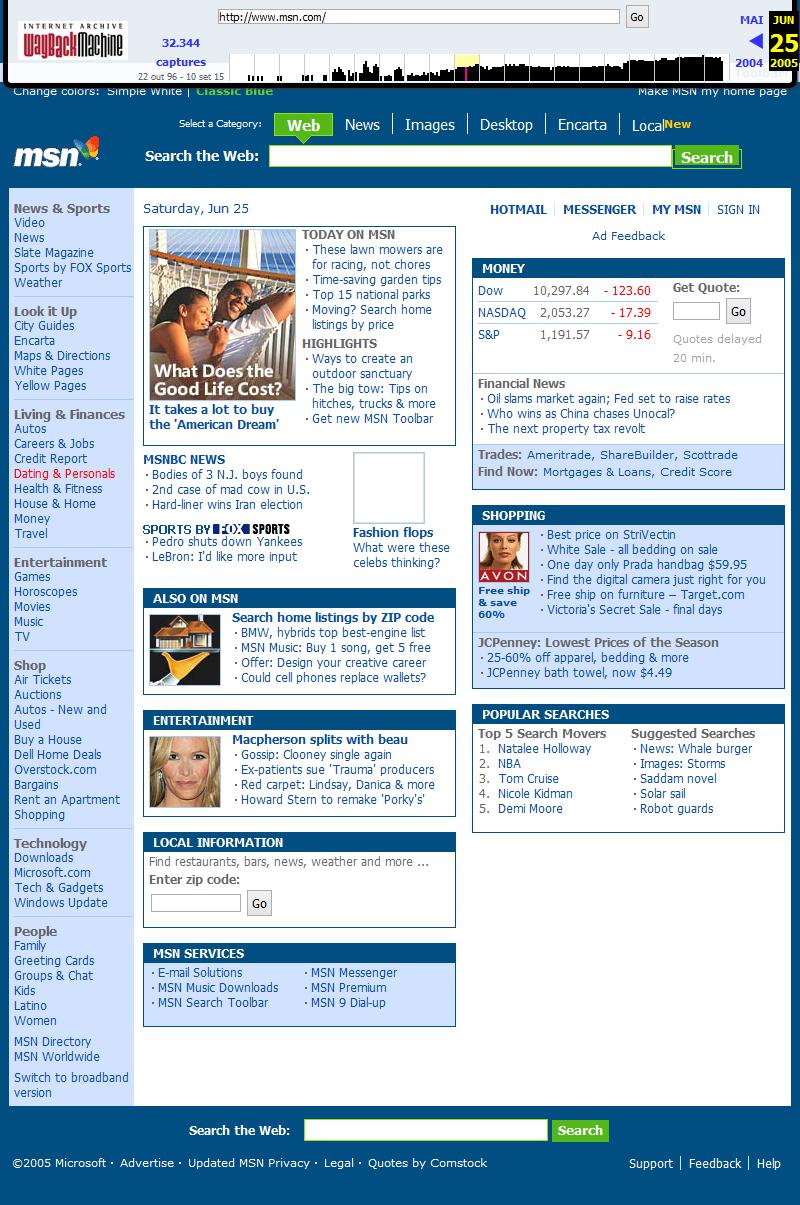 INTERNET ARCHIVE
WayBackMachine
http://www.msn.com/
Go
32.344
captures
22 out 96 - 10 set 15
MAI
JUN
25
2004
2005
Change colors: Simple White | Classic Blue
Make MSN my home page
msn
Select a Category:
Web
News
Images
Desktop
Encarta
Local New
Search the Web:
Search
News & Sports
Video
News
Slate Magazine
Sports by FOX Sports
Weather
Look it Up
City Guides
Encarta
Maps & Directions
White Pages
Yellow Pages
Living & Finances
Autos
Careers & Jobs
Credit Report
Dating & Personals
Health & Fitness
House & Home
Money
Travel
Entertainment
Games
Horoscopes
Movies
Music
TV
Shop
Air Tickets
Auctions
Autos - New and
Used
Buy a House
Dell Home Deals
Overstock.com
Bargains
Rent an Apartment
Shopping
Technology
Downloads
Microsoft.com
Tech & Gadgets
Windows Update
People
Family
Greeting Cards
Groups & Chat
Kids
Latino
Women
MSN Directory
MSN Worldwide
Switch to broadband
version
Saturday, Jun 25
What Does the
Good Life Cost?
It takes a lot to buy
the 'American Dream'
TODAY ON MSN
· These lawn mowers are
for racing, not chores
· Time-saving garden tips
· Top 15 national parks
· Moving? Search home
listings by price
HIGHLIGHTS
· Ways to create an
outdoor sanctuary
· The big tow: Tips on
hitches, trucks & more
· Get new MSN Toolbar
MSNBC NEWS
· Bodies of 3 N.J. boys found
· 2nd case of mad cow in U.S.
· Hard-liner wins Iran election
SPORTS BY FOX SPORTS
· Pedro shuts down Yankees
· LeBron: I'd like more input
Fashion flops
What were these
celebs thinking?
ALSO ON MSN
Search home listings by ZIP code
· BMW, hybrids top best-engine list
· MSN Music: Buy 1 song, get 5 free
· Offer: Design your creative career
· Could cell phones replace wallets?
ENTERTAINMENT
Macpherson splits with beau
· Gossip: Clooney single again
· Ex-patients sue 'Trauma' producers
· Red carpet: Lindsay, Danica & more
· Howard Stern to remake 'Porky's'
LOCAL INFORMATION
Find restaurants, bars, news, weather and more ...
Enter zip code:
Go
MSN SERVICES
· E-mail Solutions
· MSN Music Downloads
· MSN Search Toolbar
· MSN Messenger
· MSN Premium
· MSN 9 Dial-up
HOTMAIL
MESSENGER
MY MSN
SIGN IN
Ad Feedback
MONEY
Dow 10,297.84 - 123.60
NASDAQ 2,053.27 - 17.39
S&P 1,191.57 - 9.16
Get Quote:
Go
Quotes delayed
20 min.
Financial News
· Oil slams market again; Fed set to raise rates
· Who wins as China chases Unocal?
· The next property tax revolt
Trades: Ameritrade, ShareBuilder, Scottrade
Find Now: Mortgages & Loans, Credit Score
SHOPPING
AVON
Free ship
& save
60%
· Best price on StriVectin
· White Sale - all bedding on sale
· One day only Prada handbag $59.95
· Find the digital camera just right for you
· Free ship on furniture – Target.com
· Victoria's Secret Sale - final days
JCPenney: Lowest Prices of the Season
· 25-60% off apparel, bedding & more
· JCPenney bath towel, now $4.49
POPULAR SEARCHES
Top 5 Search Movers
1. Natalee Holloway
2. NBA
3. Tom Cruise
4. Nicole Kidman
5. Demi Moore
Suggested Searches
· News: Whale burger
· Images: Storms
· Saddam novel
· Solar sail
· Robot guards
Search the Web:
Search
©2005 Microsoft · Advertise · Updated MSN Privacy · Legal · Quotes by Comstock
Support | Feedback | Help